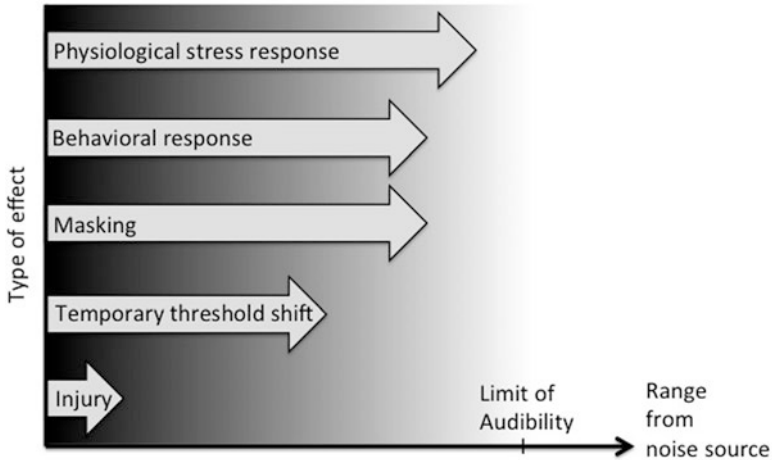 Physiological stress response
Behavioral response
Masking
Temporary threshold shift
Injury
Type of effect
Limit of
Audibility
Range
from
noise source